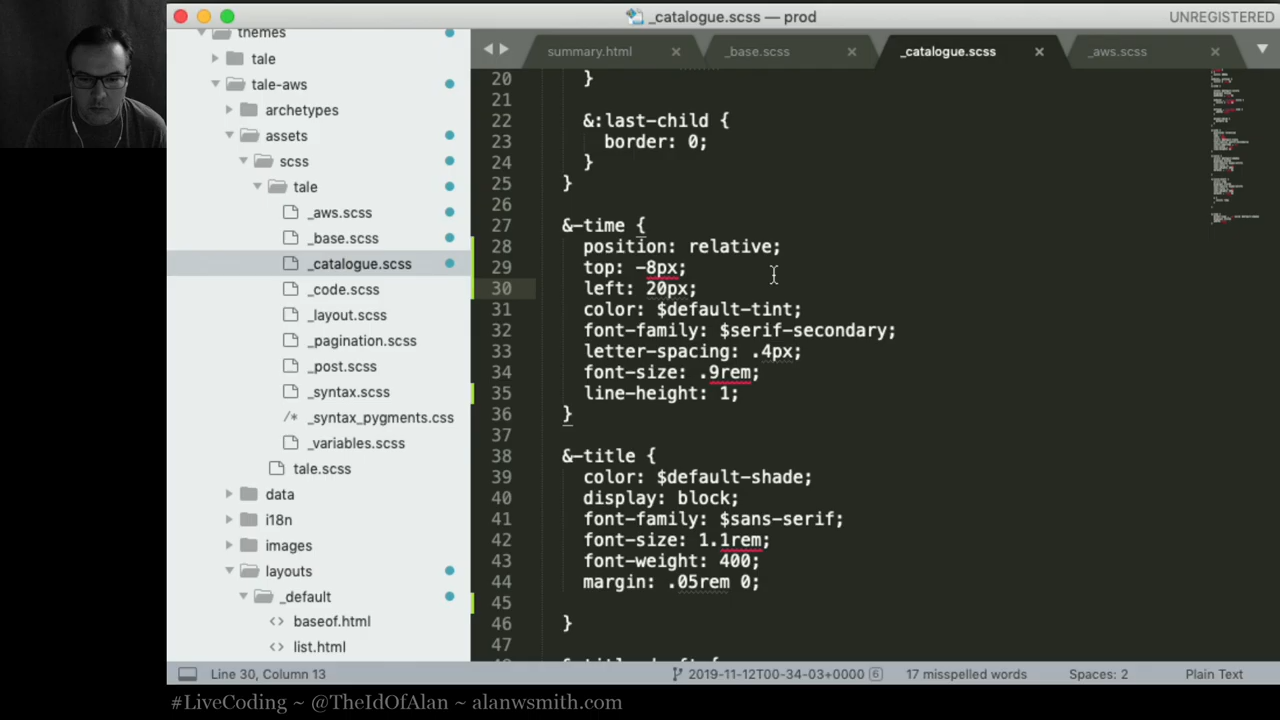 _catalogue.scss — prod
UNREGISTERED
summary.html
_base.scss
_catalogue.scss
_aws.scss
themes
tale
tale-aws
archetypes
assets
scss
tale
_aws.scss
_base.scss
_catalogue.scss
_code.scss
_layout.scss
_pagination.scss
_post.scss
_syntax.scss
/* _syntax_pygments.css
_variables.scss
tale.scss
data
i18n
images
layouts
_default
<> baseof.html
<> list.html
20 }
21
22 &:last-child {
23 border: 0;
24 }
25 }
26
27 &-time {
28 position: relative;
29 top: -8px;
30 left: 20px;
31 color: $default-tint;
32 font-family: $serif-secondary;
33 letter-spacing: .4px;
34 font-size: .9rem;
35 line-height: 1;
36 }
37
38 &-title {
39 color: $default-shade;
40 display: block;
41 font-family: $sans-serif;
42 font-size: 1.1rem;
43 font-weight: 400;
44 margin: .05rem 0;
45
46 }
47
Line 30, Column 13
2019-11-12T00-34-03+0000 6
17 misspelled words
Spaces: 2
Plain Text
#LiveCoding ~ @TheIdOfAlan ~ alanwsmith.com